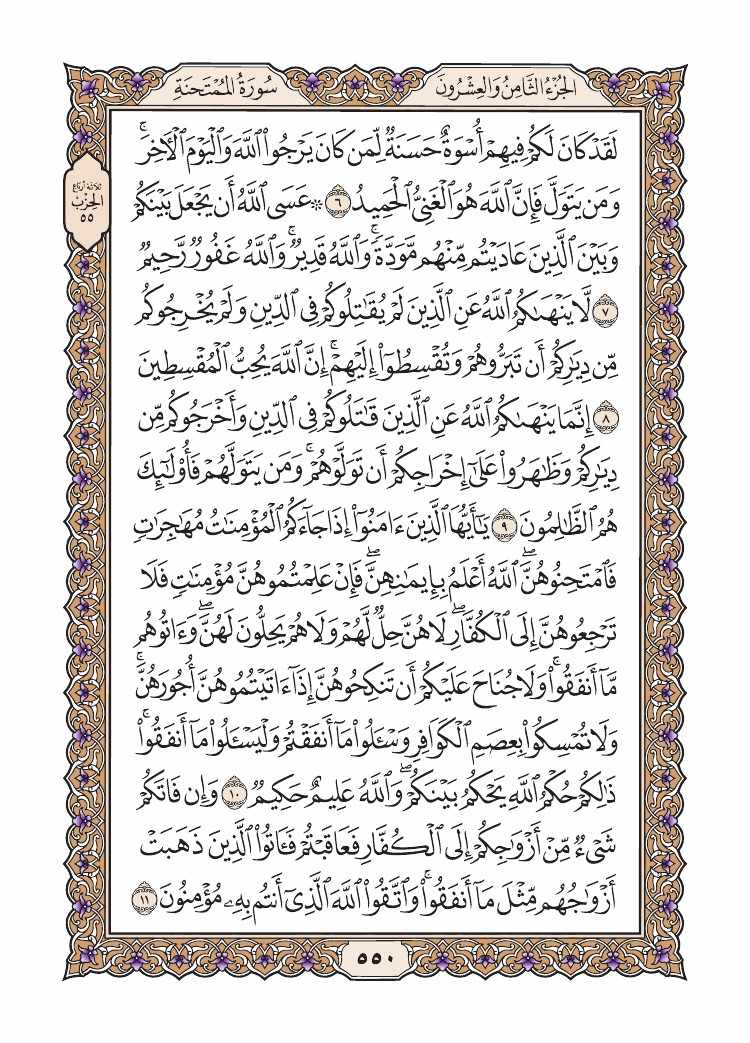 الجُزْءُ الثَّامِنُ وَالعِشْرُونَ
سُورَةُ المُمْتَحَنَةِ
ثلاثة أرباع
الحِزْب
٥٥
لَقَدۡ كَانَ لَكُمۡ فِيهِمۡ أُسۡوَةٌ حَسَنَةٞ لِّمَن كَانَ يَرۡجُواْ ٱللَّهَ وَٱلۡيَوۡمَ ٱلۡأٓخِرَۚ
وَمَن يَتَوَلَّ فَإِنَّ ٱللَّهَ هُوَ ٱلۡغَنِيُّ ٱلۡحَمِيدُ ٦ ۞ عَسَى ٱللَّهُ أَن يَجۡعَلَ بَيۡنَكُمۡ
وَبَيۡنَ ٱلَّذِينَ عَادَيۡتُم مِّنۡهُم مَّوَدَّةٗۚ وَٱللَّهُ قَدِيرٞۚ وَٱللَّهُ غَفُورٞ رَّحِيمٞ
٧ لَّا يَنۡهَىٰكُمُ ٱللَّهُ عَنِ ٱلَّذِينَ لَمۡ يُقَٰتِلُوكُمۡ فِي ٱلدِّينِ وَلَمۡ يُخۡرِجُوكُم
مِّن دِيَٰرِكُمۡ أَن تَبَرُّوهُمۡ وَتُقۡسِطُوٓاْ إِلَيۡهِمۡۚ إِنَّ ٱللَّهَ يُحِبُّ ٱلۡمُقۡسِطِينَ
٨ إِنَّمَا يَنۡهَىٰكُمُ ٱللَّهُ عَنِ ٱلَّذِينَ قَٰتَلُوكُمۡ فِي ٱلدِّينِ وَأَخۡرَجُوكُم مِّن
دِيَٰرِكُمۡ وَظَٰهَرُواْ عَلَىٰٓ إِخۡرَاجِكُمۡ أَن تَوَلَّوۡهُمۡۚ وَمَن يَتَوَلَّهُمۡ فَأُوْلَٰٓئِكَ
هُمُ ٱلظَّٰلِمُونَ ٩ يَٰٓأَيُّهَا ٱلَّذِينَ ءَامَنُوٓاْ إِذَا جَآءَكُمُ ٱلۡمُؤۡمِنَٰتُ مُهَٰجِرَٰتٖ
فَٱمۡتَحِنُوهُنَّۖ ٱللَّهُ أَعۡلَمُ بِإِيمَٰنِهِنَّۖ فَإِنۡ عَلِمۡتُمُوهُنَّ مُؤۡمِنَٰتٖ فَلَا
تَرۡجِعُوهُنَّ إِلَى ٱلۡكُفَّارِۖ لَا هُنَّ حِلّٞ لَّهُمۡ وَلَا هُمۡ يَحِلُّونَ لَهُنَّۖ وَءَاتُوهُم
مَّآ أَنفَقُواْۚ وَلَا جُنَاحَ عَلَيۡكُمۡ أَن تَنكِحُوهُنَّ إِذَآ ءَاتَيۡتُمُوهُنَّ أُجُورَهُنَّۚ
وَلَا تُمۡسِكُواْ بِعِصَمِ ٱلۡكَوَافِرِ وَسۡـَٔلُواْ مَآ أَنفَقۡتُمۡ وَلۡيَسۡـَٔلُواْ مَآ أَنفَقُواْۚ
ذَٰلِكُمۡ حُكۡمُ ٱللَّهِ يَحۡكُمُ بَيۡنَكُمۡۖ وَٱللَّهُ عَلِيمٌ حَكِيمٞ ١٠ وَإِن فَاتَكُمۡ
شَيۡءٞ مِّنۡ أَزۡوَٰجِكُمۡ إِلَى ٱلۡكُفَّارِ فَعَاقَبۡتُمۡ فَـَٔاتُواْ ٱلَّذِينَ ذَهَبَتۡ
أَزۡوَٰجُهُم مِّثۡلَ مَآ أَنفَقُواْۚ وَٱتَّقُواْ ٱللَّهَ ٱلَّذِيٓ أَنتُم بِهِۦ مُؤۡمِنُونَ ١١
٥٥٠